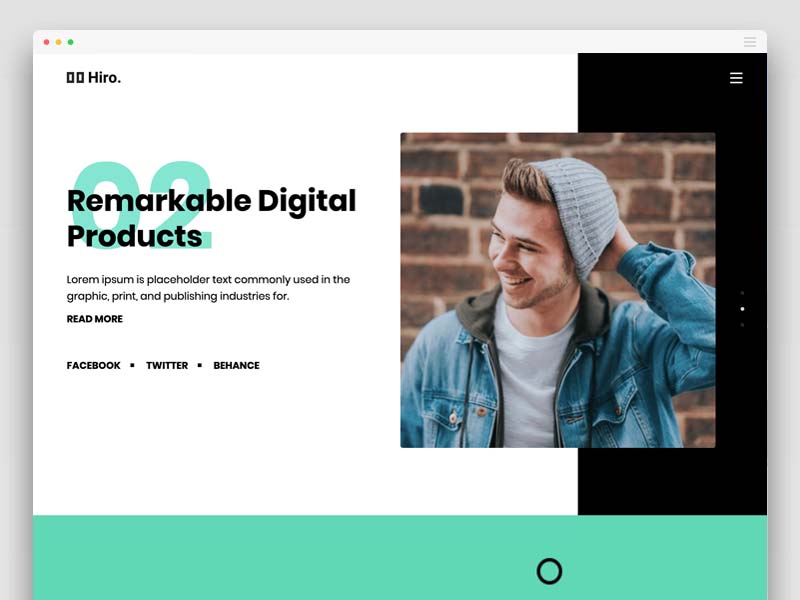 Hiro.
02
Remarkable Digital
Products
Lorem ipsum is placeholder text commonly used in the
graphic, print, and publishing industries for.
READ MORE
FACEBOOK ▪ TWITTER ▪ BEHANCE